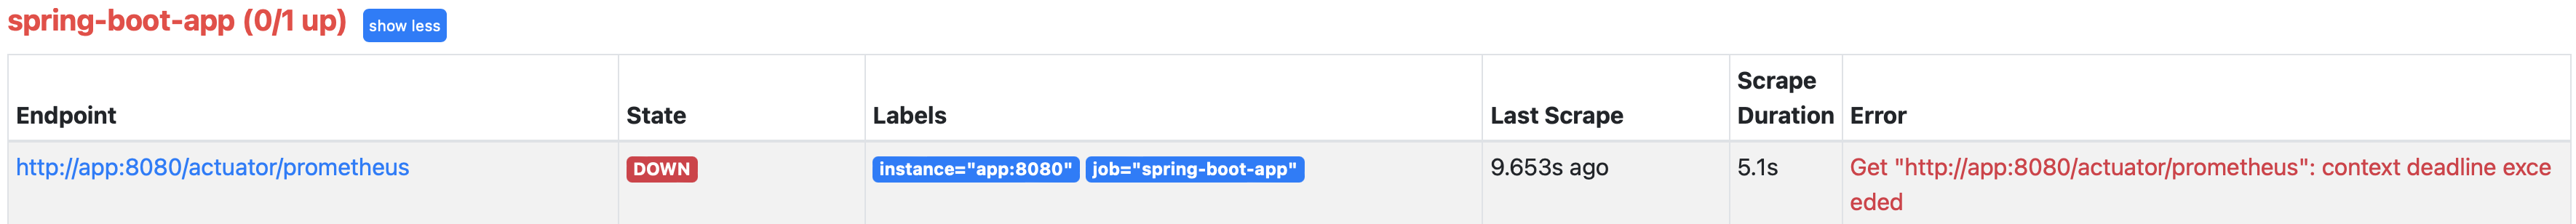 spring-boot-app (0/1 up) show less
Endpoint State Labels Last Scrape Scrape Duration Error
http://app:8080/actuator/prometheus DOWN instance="app:8080" job="spring-boot-app" 9.653s ago 5.1s Get "http://app:8080/actuator/prometheus": context deadline exce
eded